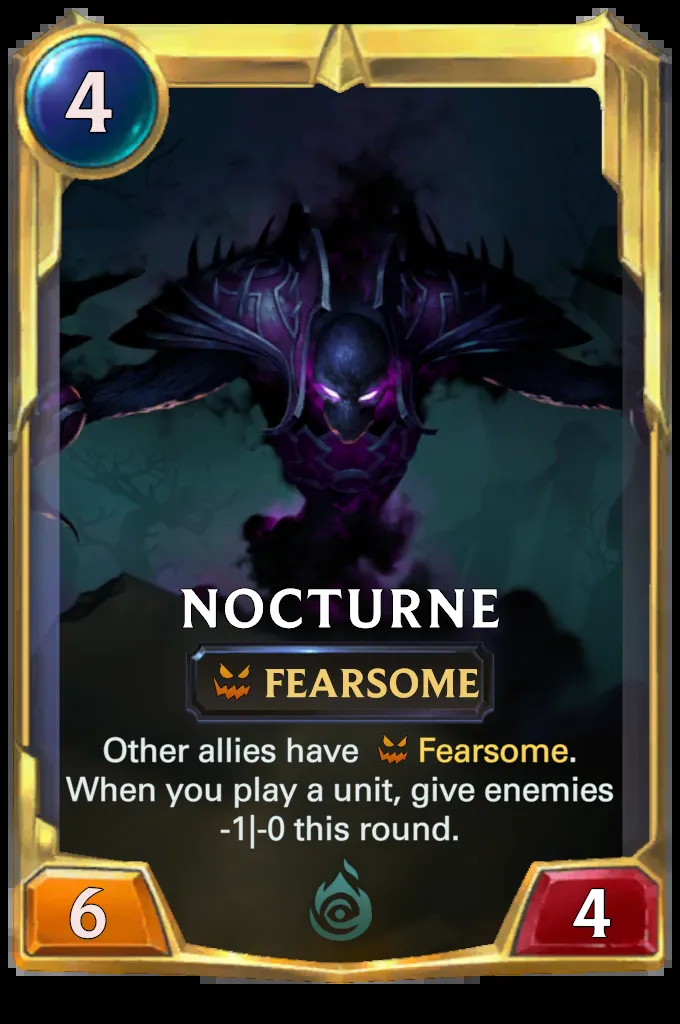 4
NOCTURNE
FEARSOME
Other allies have Fearsome.
When you play a unit, give enemies
-1|-0 this round.
6
4